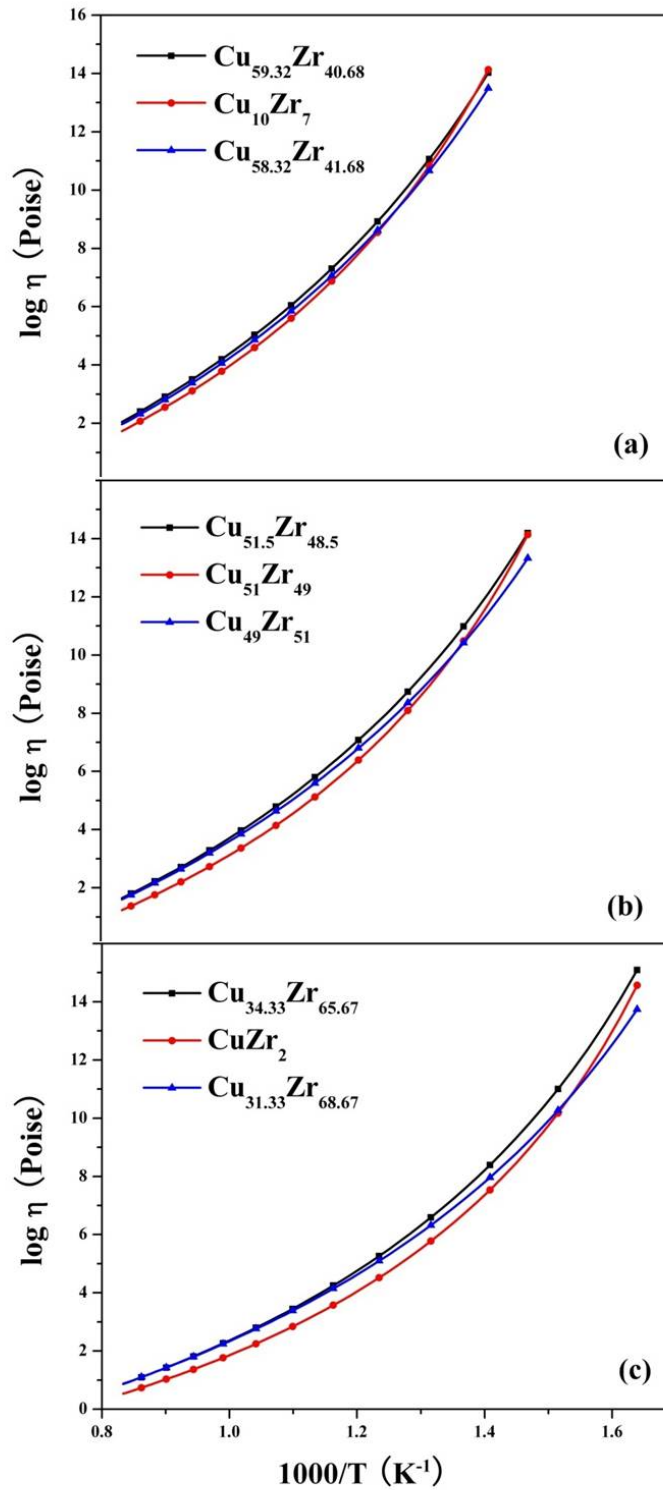 16
14
12
10
8
6
4
2
log η (Poise)
Cu₅₉.₃₂Zr₄₀.₆₈
Cu₁₀Zr₇
Cu₅₈.₃₂Zr₄₁.₆₈
(a)
14
12
10
8
6
4
2
log η (Poise)
Cu₅₁.₅Zr₄₈.₅
Cu₅₁Zr₄₉
Cu₄₉Zr₅₁
(b)
14
12
10
8
6
4
2
0
log η (Poise)
Cu₃₄.₃₃Zr₆₅.₆₇
CuZr₂
Cu₃₁.₃₃Zr₆₈.₆₇
(c)
0.8 1.0 1.2 1.4 1.6
1000/T (K⁻¹)